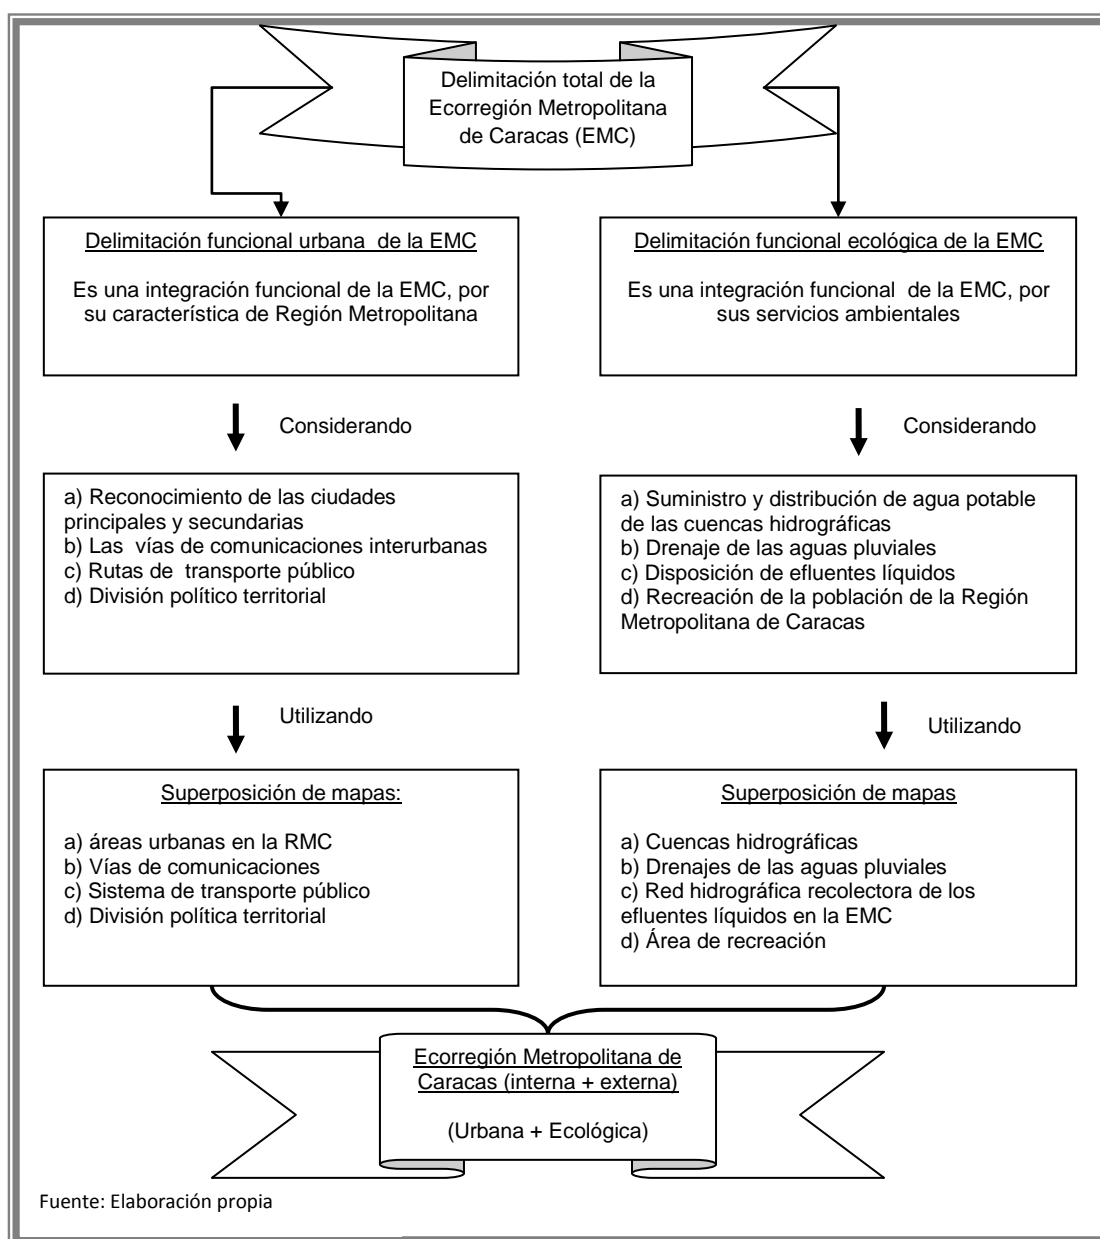 Delimitación total de la
Ecorregión Metropolitana
de Caracas (EMC)
Delimitación funcional urbana de la EMC
Es una integración funcional de la EMC, por
su característica de Región Metropolitana
Considerando
a) Reconocimiento de las ciudades
principales y secundarias
b) Las vías de comunicaciones interurbanas
c) Rutas de transporte público
d) División político territorial
Utilizando
Superposición de mapas:
a) áreas urbanas en la RMC
b) Vías de comunicaciones
c) Sistema de transporte público
d) División política territorial
Delimitación funcional ecológica de la EMC
Es una integración funcional de la EMC, por
sus servicios ambientales
Considerando
a) Suministro y distribución de agua potable
de las cuencas hidrográficas
b) Drenaje de las aguas pluviales
c) Disposición de efluentes líquidos
d) Recreación de la población de la Región
Metropolitana de Caracas
Utilizando
Superposición de mapas
a) Cuencas hidrográficas
b) Drenajes de las aguas pluviales
c) Red hidrográfica recolectora de los
efluentes líquidos en la EMC
d) Área de recreación
Ecorregión Metropolitana de
Caracas (interna + externa)
(Urbana + Ecológica)
Fuente: Elaboración propia